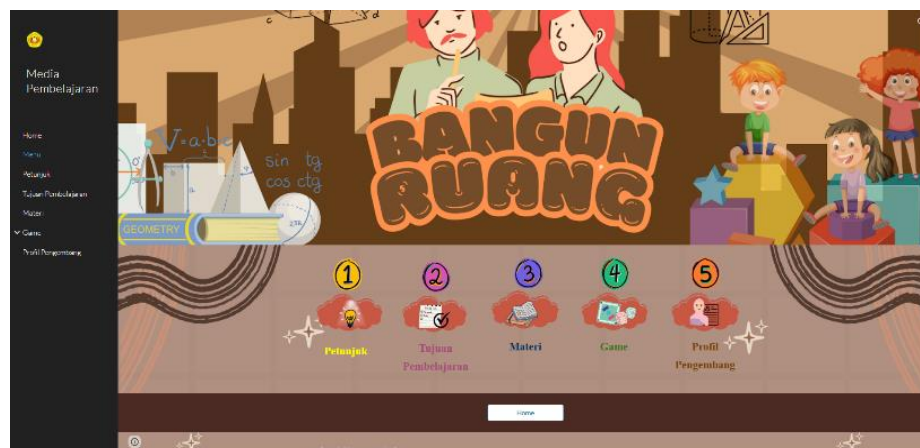 Media
Pembelajaran
Home
Menu
Petunjuk
Tujuan Pembelajaran
Materi
Game
Profil Pengembang
V=a·b·c
sin tg
cos ctg
GEOMETRY
BANGUN
RUANG
1
2
3
4
5
Petunjuk
Tujuan
Pembelajaran
Materi
Game
Profil
Pengembang
Home